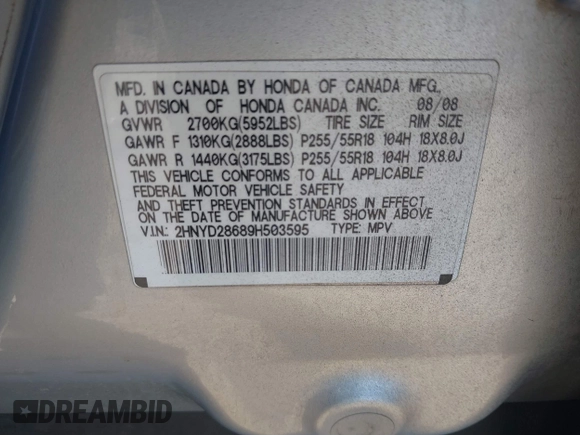 MFD. IN CANADA BY HONDA OF CANADA MFG.,
A DIVISION OF HONDA CANADA INC. 08/08
GVWR 2700KG(5952LBS) TIRE SIZE RIM SIZE
GAWR F 1310KG(2888LBS) P255/55R18 104H 18X8.0J
GAWR R 1440KG(3175LBS) P255/55R18 104H 18X8.0J
THIS VEHICLE CONFORMS TO ALL APPLICABLE
FEDERAL MOTOR VEHICLE SAFETY
AND THEFT PREVENTION STANDARDS IN EFFECT
ON THE DATE OF MANUFACTURE SHOWN ABOVE
V.I.N.: 2HNYD28689H503595 TYPE: MPV
DREAMBID